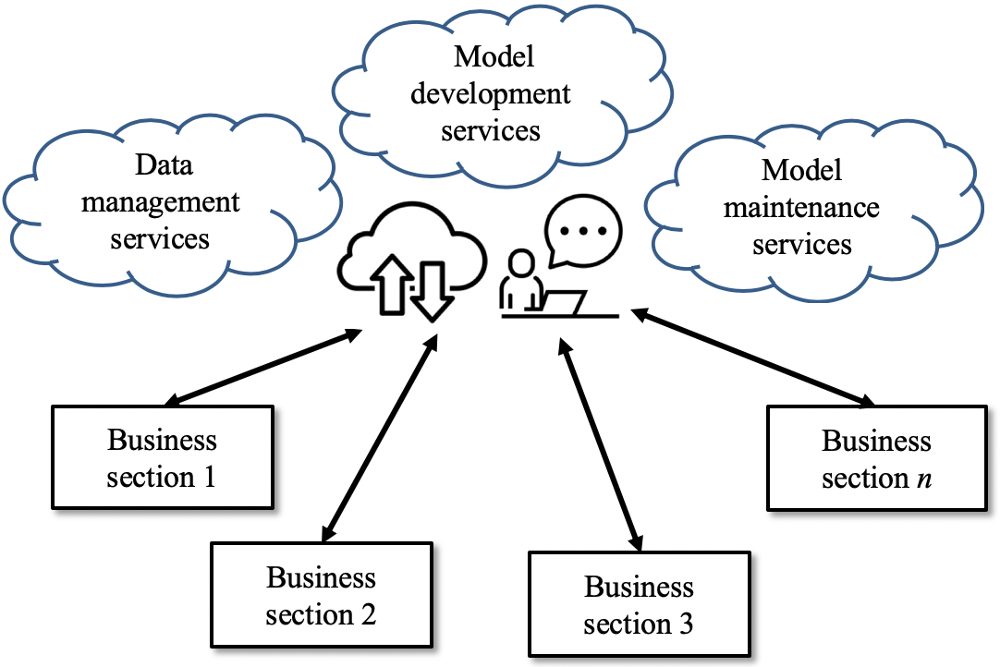 Model
development
services
Data
management
services
Model
maintenance
services
Business
section 1
Business
section n
Business
section 2
Business
section 3